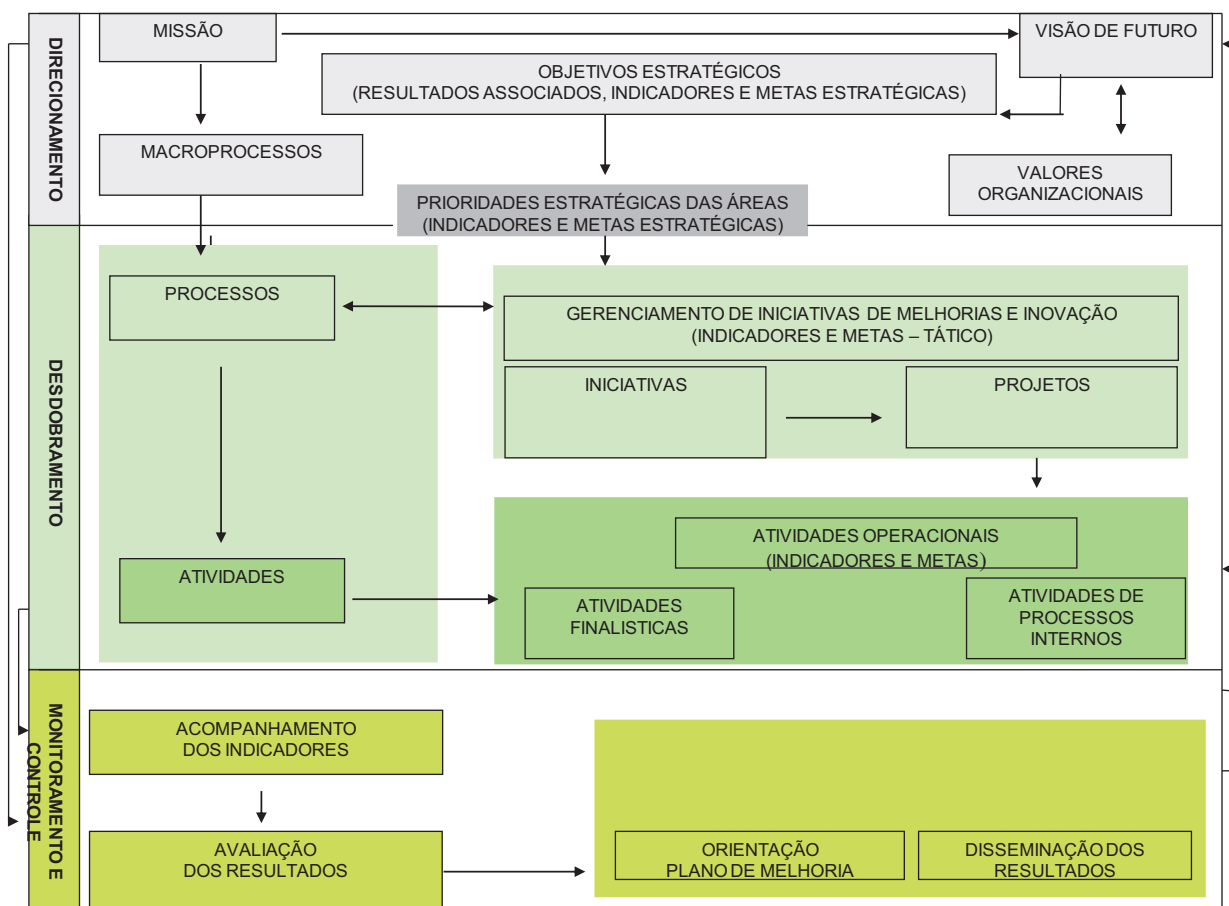 DIRECIONAMENTO
MISSÃO
VISÃO DE FUTURO
OBJETIVOS ESTRATÉGICOS
(RESULTADOS ASSOCIADOS, INDICADORES E METAS ESTRATÉGICAS)
MACROPROCESSOS
VALORES
ORGANIZACIONAIS
PRIORIDADES ESTRATÉGICAS DAS ÁREAS
(INDICADORES E METAS ESTRATÉGICAS)
DESDOBRAMENTO
PROCESSOS
GERENCIAMENTO DE INICIATIVAS DE MELHORIAS E INOVAÇÃO
(INDICADORES E METAS – TÁTICO)
INICIATIVAS
PROJETOS
ATIVIDADES OPERACIONAIS
(INDICADORES E METAS)
ATIVIDADES
ATIVIDADES
FINALISTICAS
ATIVIDADES DE
PROCESSOS
INTERNOS
MONITORAMENTO E
CONTROLE
ACOMPANHAMENTO
DOS INDICADORES
AVALIAÇÃO
DOS RESULTADOS
ORIENTAÇÃO
PLANO DE MELHORIA
DISSEMINAÇÃO DOS
RESULTADOS